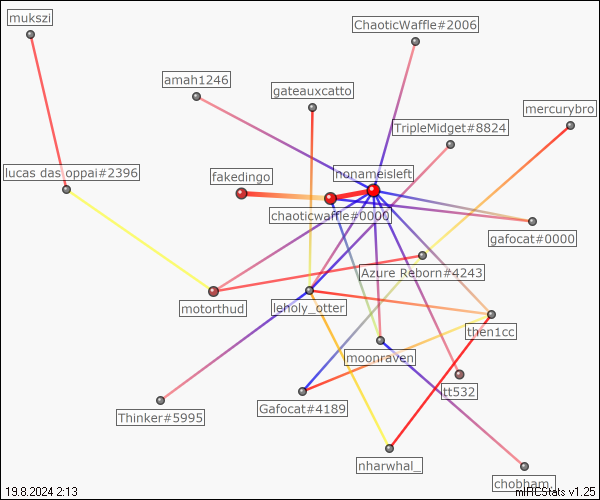 mukszi
ChaoticWaffle#2006
amah1246
gateauxcatto
mercurybro
TripleMidget#8824
lucas das oppai#2396
fakedingo
nonameisleft
chaoticwaffle#0000
gafocat#0000
Azure Reborn#4243
motorthud
leholy_otter
then1cc
moonraven
tt532
Thinker#5995
Gafocat#4189
nharwhal_
chobham.
19.8.2024 2:13
mIRCStats v1.25